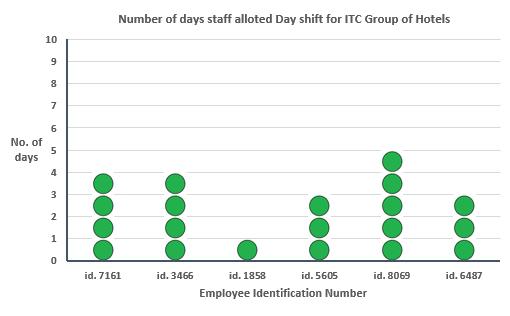 Number of days staff alloted Day shift for ITC Group of Hotels
10
9
8
7
6
5
4
3
2
1
0
No. of
days
id. 7161 id. 3466 id. 1858 id. 5605 id. 8069 id. 6487
Employee Identification Number